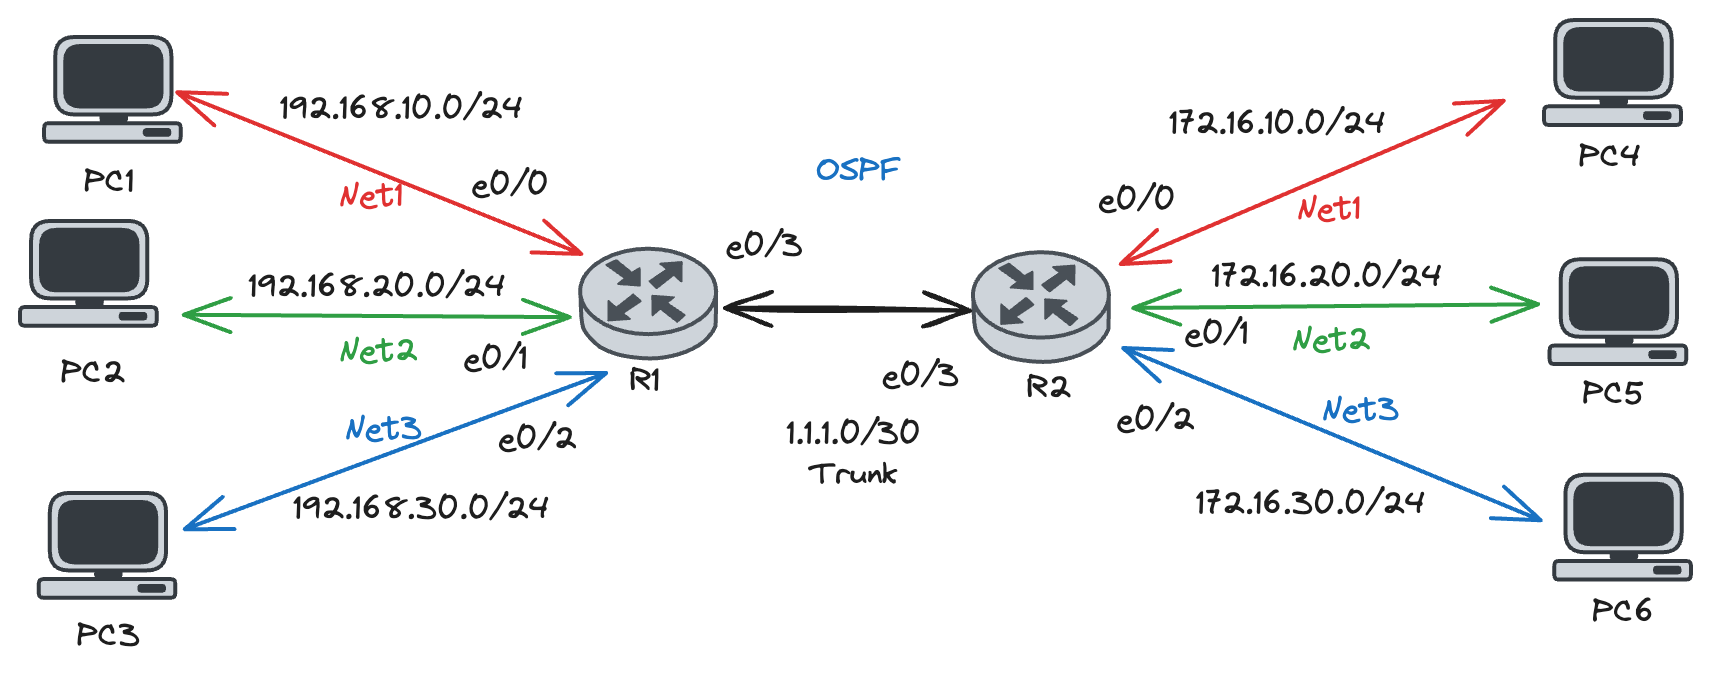 192.168.10.0/24
PC1
Net1
e0/0
OSPF
172.16.10.0/24
PC4
e0/0
Net1
192.168.20.0/24
PC2
Net2
e0/1
e0/3
R1
172.16.20.0/24
e0/1
Net2
PC5
e0/3
R2
Net3
e0/2
192.168.30.0/24
PC3
1.1.1.0/30
Trunk
e0/2
Net3
172.16.30.0/24
PC6